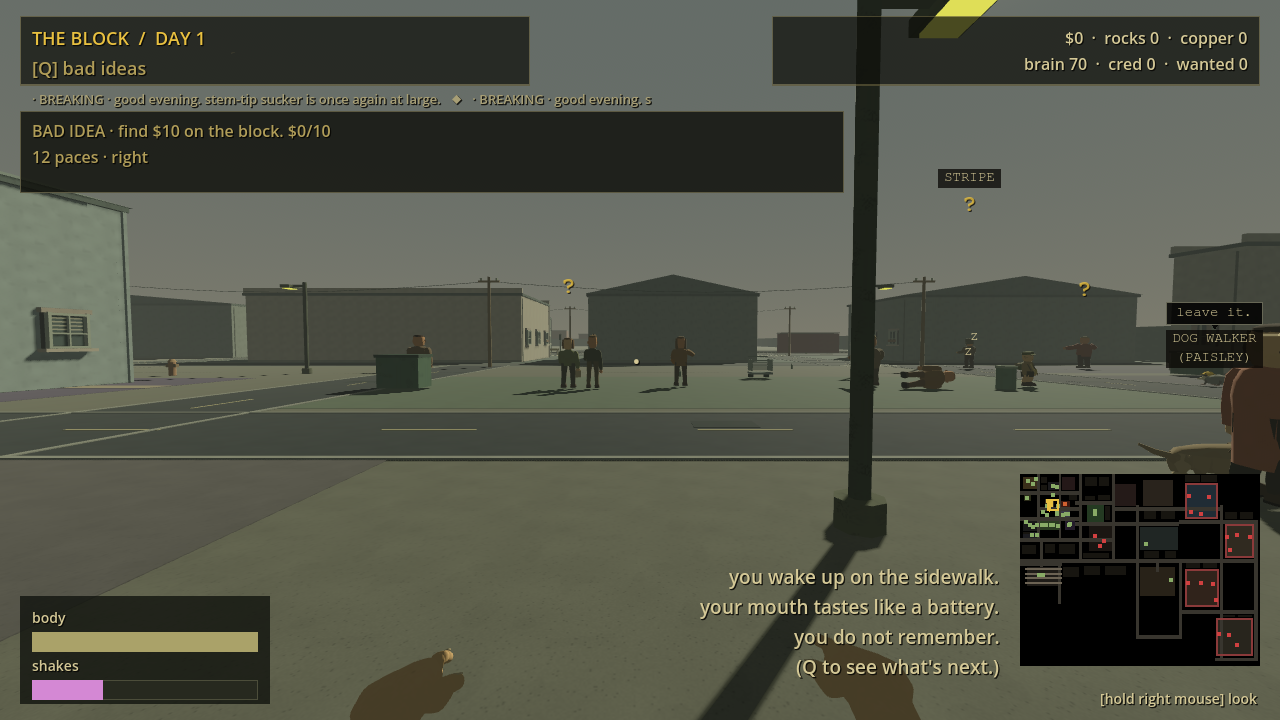 THE BLOCK / DAY 1
[Q] bad ideas
$0 · rocks 0 · copper 0
brain 70 · cred 0 · wanted 0
· BREAKING · good evening. stem-tip sucker is once again at large. ◆ · BREAKING · good evening. s
BAD IDEA · find $10 on the block. $0/10
12 paces · right
STRIPE
?
?
?
leave it.
DOG WALKER
(PAISLEY)
z
z
you wake up on the sidewalk.
your mouth tastes like a battery.
you do not remember.
(Q to see what's next.)
body
shakes
[hold right mouse] look